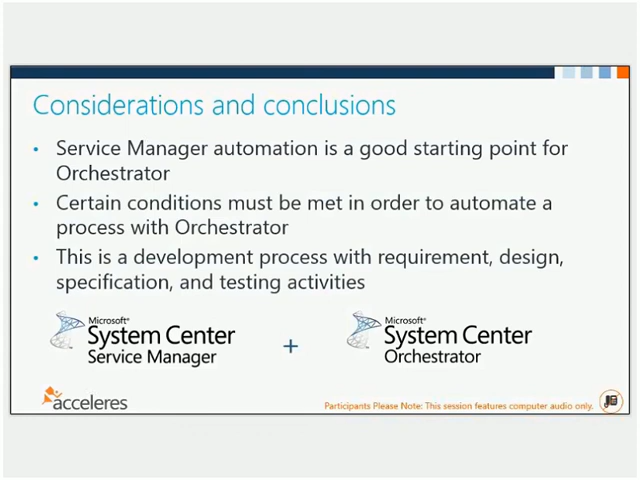 Considerations and conclusions
• Service Manager automation is a good starting point for
Orchestrator
• Certain conditions must be met in order to automate a
process with Orchestrator
• This is a development process with requirement, design,
specification, and testing activities
Microsoft®
System Center
Service Manager
+
Microsoft®
System Center
Orchestrator
acceleres
Participants Please Note: This session features computer audio only.